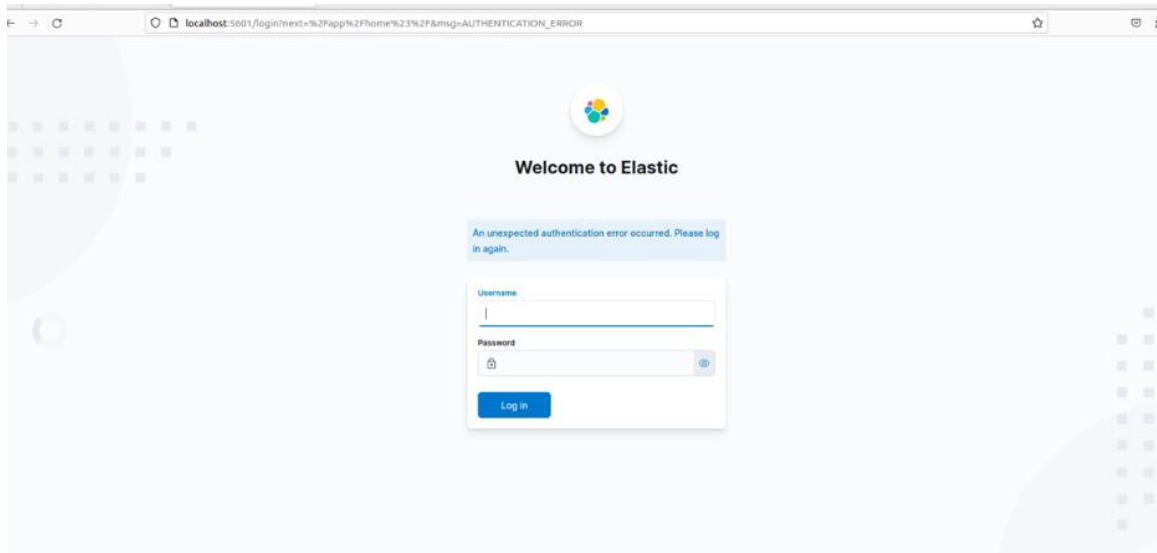 localhost:5601/login?next=%2Fapp%2Fhome%23%2F&msg=AUTHENTICATION_ERROR
Welcome to Elastic
An unexpected authentication error occurred. Please log
in again.
Username
Password
Log in